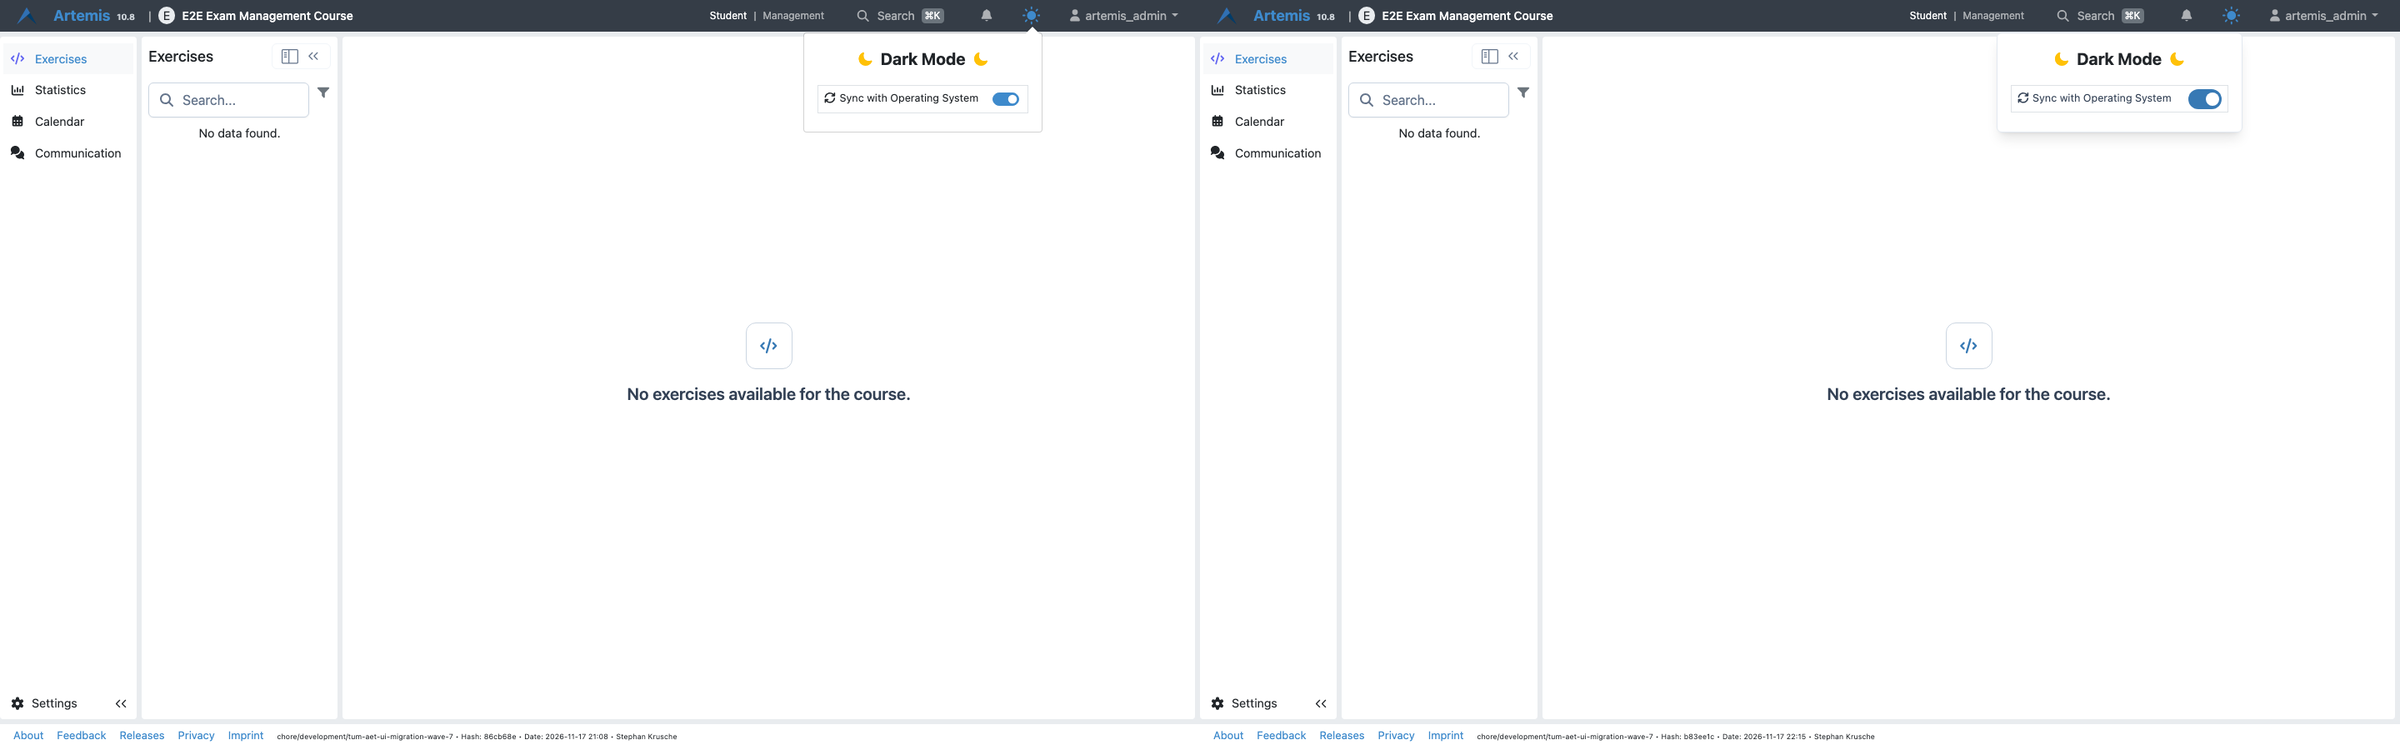 Artemis 10.8 | E E2E Exam Management Course Student | Management Search ⌘K artemis_admin
Exercises
Statistics
Calendar
Communication
Exercises
Search...
No data found.
Dark Mode
Sync with Operating System
No exercises available for the course.
Settings
About Feedback Releases Privacy Imprint chore/development/tum-aet-ui-migration-wave-7 • Hash: 86cb68e • Date: 2026-11-17 21:08 • Stephan Krusche
Artemis 10.8 | E E2E Exam Management Course Student | Management Search ⌘K artemis_admin
Exercises
Statistics
Calendar
Communication
Exercises
Search...
No data found.
Dark Mode
Sync with Operating System
No exercises available for the course.
Settings
About Feedback Releases Privacy Imprint chore/development/tum-aet-ui-migration-wave-7 • Hash: b83ee1c • Date: 2026-11-17 22:15 • Stephan Krusche